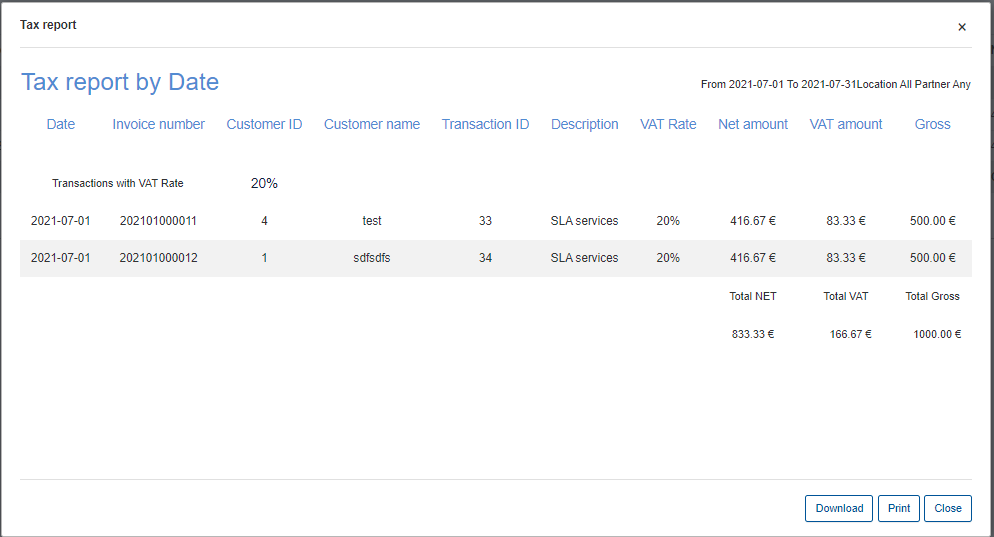 Tax report
×
Tax report by Date
From 2021-07-01 To 2021-07-31Location All Partner Any
Date Invoice number Customer ID Customer name Transaction ID Description VAT Rate Net amount VAT amount Gross
Transactions with VAT Rate 20%
2021-07-01 202101000011 4 test 33 SLA services 20% 416.67 € 83.33 € 500.00 €
2021-07-01 202101000012 1 sdfsdfs 34 SLA services 20% 416.67 € 83.33 € 500.00 €
Total NET Total VAT Total Gross
833.33 € 166.67 € 1000.00 €
Download Print Close